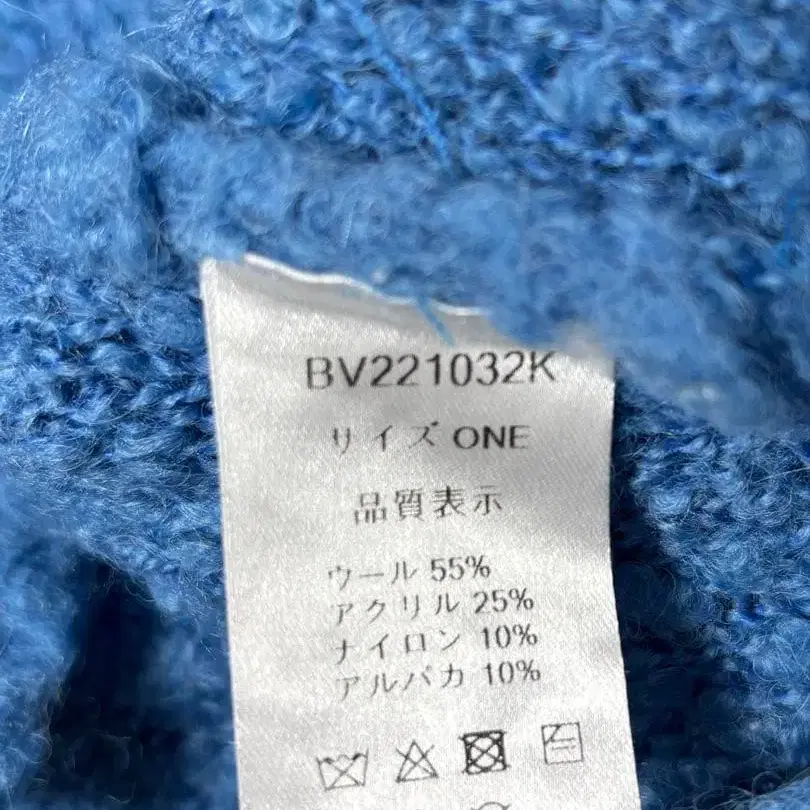 BV221032K
サイズ ONE
品質表示
ウール 55%
アクリル 25%
ナイロン 10%
アルパカ 10%